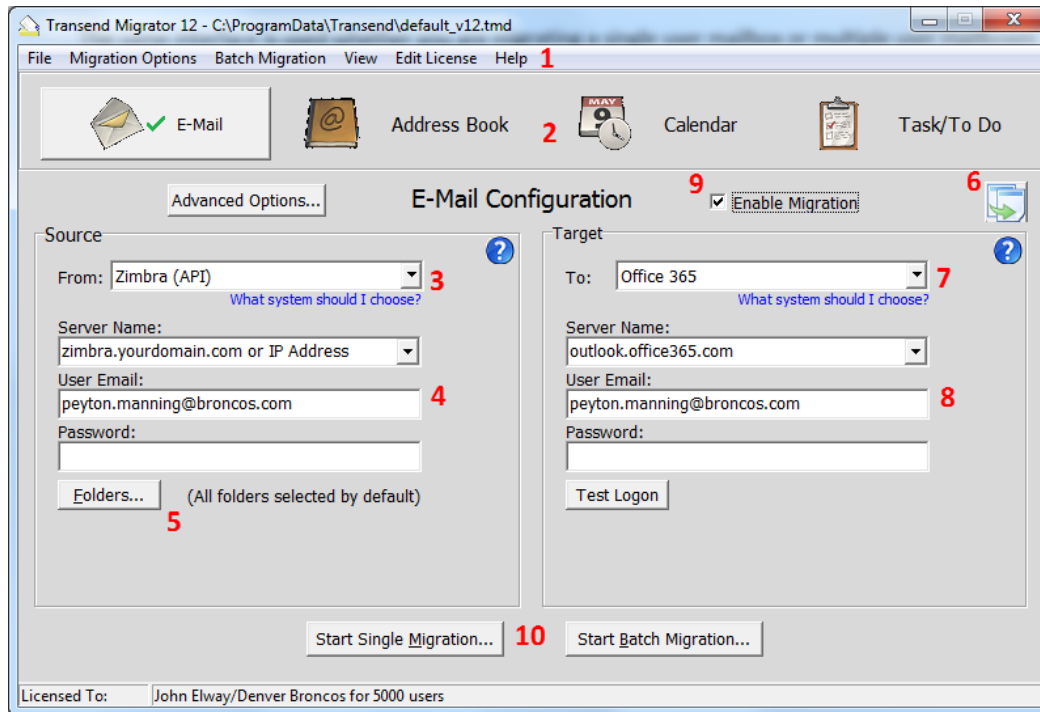 Transend Migrator 12 - C:\ProgramData\Transend\default_v12.tmd
File Migration Options Batch Migration View Edit License Help 1
E-Mail Address Book 2 MAY 9 Calendar Task/To Do
Advanced Options... E-Mail Configuration 9 Enable Migration 6
Source
From: Zimbra (API) 3
What system should I choose?
Server Name:
zimbra.yourdomain.com or IP Address
User Email:
peyton.manning@broncos.com 4
Password:
Folders... (All folders selected by default)
5
Target
To: Office 365 7
What system should I choose?
Server Name:
outlook.office365.com
User Email:
peyton.manning@broncos.com 8
Password:
Test Logon
Start Single Migration... 10 Start Batch Migration...
Licensed To: John Elway/Denver Broncos for 5000 users